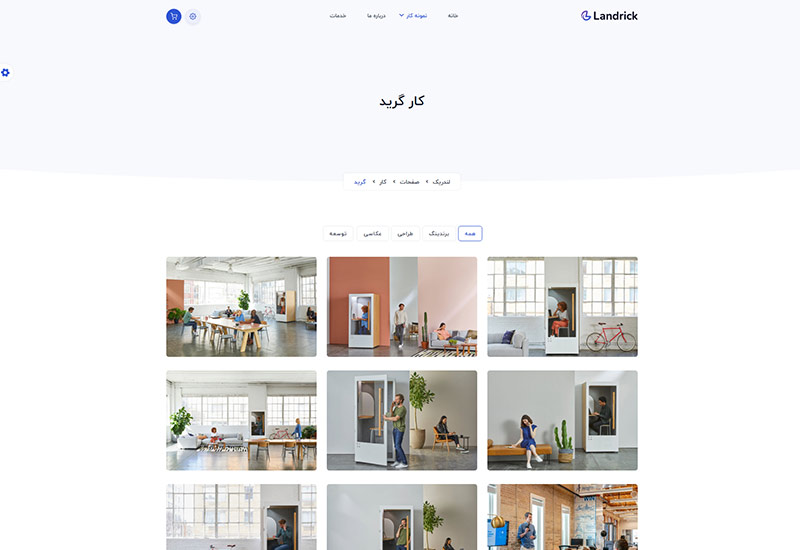 Landrick
خانه نمونه کار درباره ما خدمات
کار گرید
لندریک صفحات کار گرید
همه برندینگ طراحی عکاسی توسعه